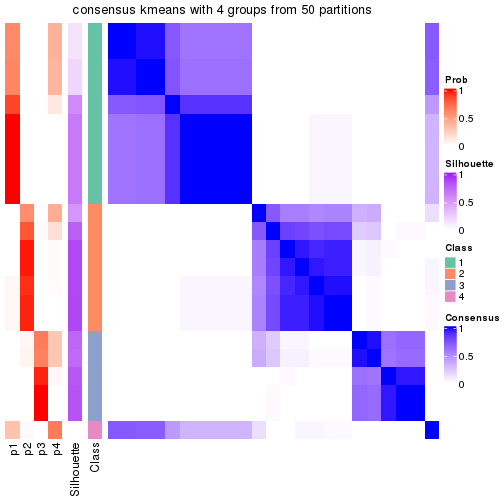 consensus kmeans with 4 groups from 50 partitions
Prob
1
0.5
0
Silhouette
1
0.5
0
Class
1
2
3
4
Consensus
1
0.5
0
p1
p2
p3
p4
Silhouette
Class